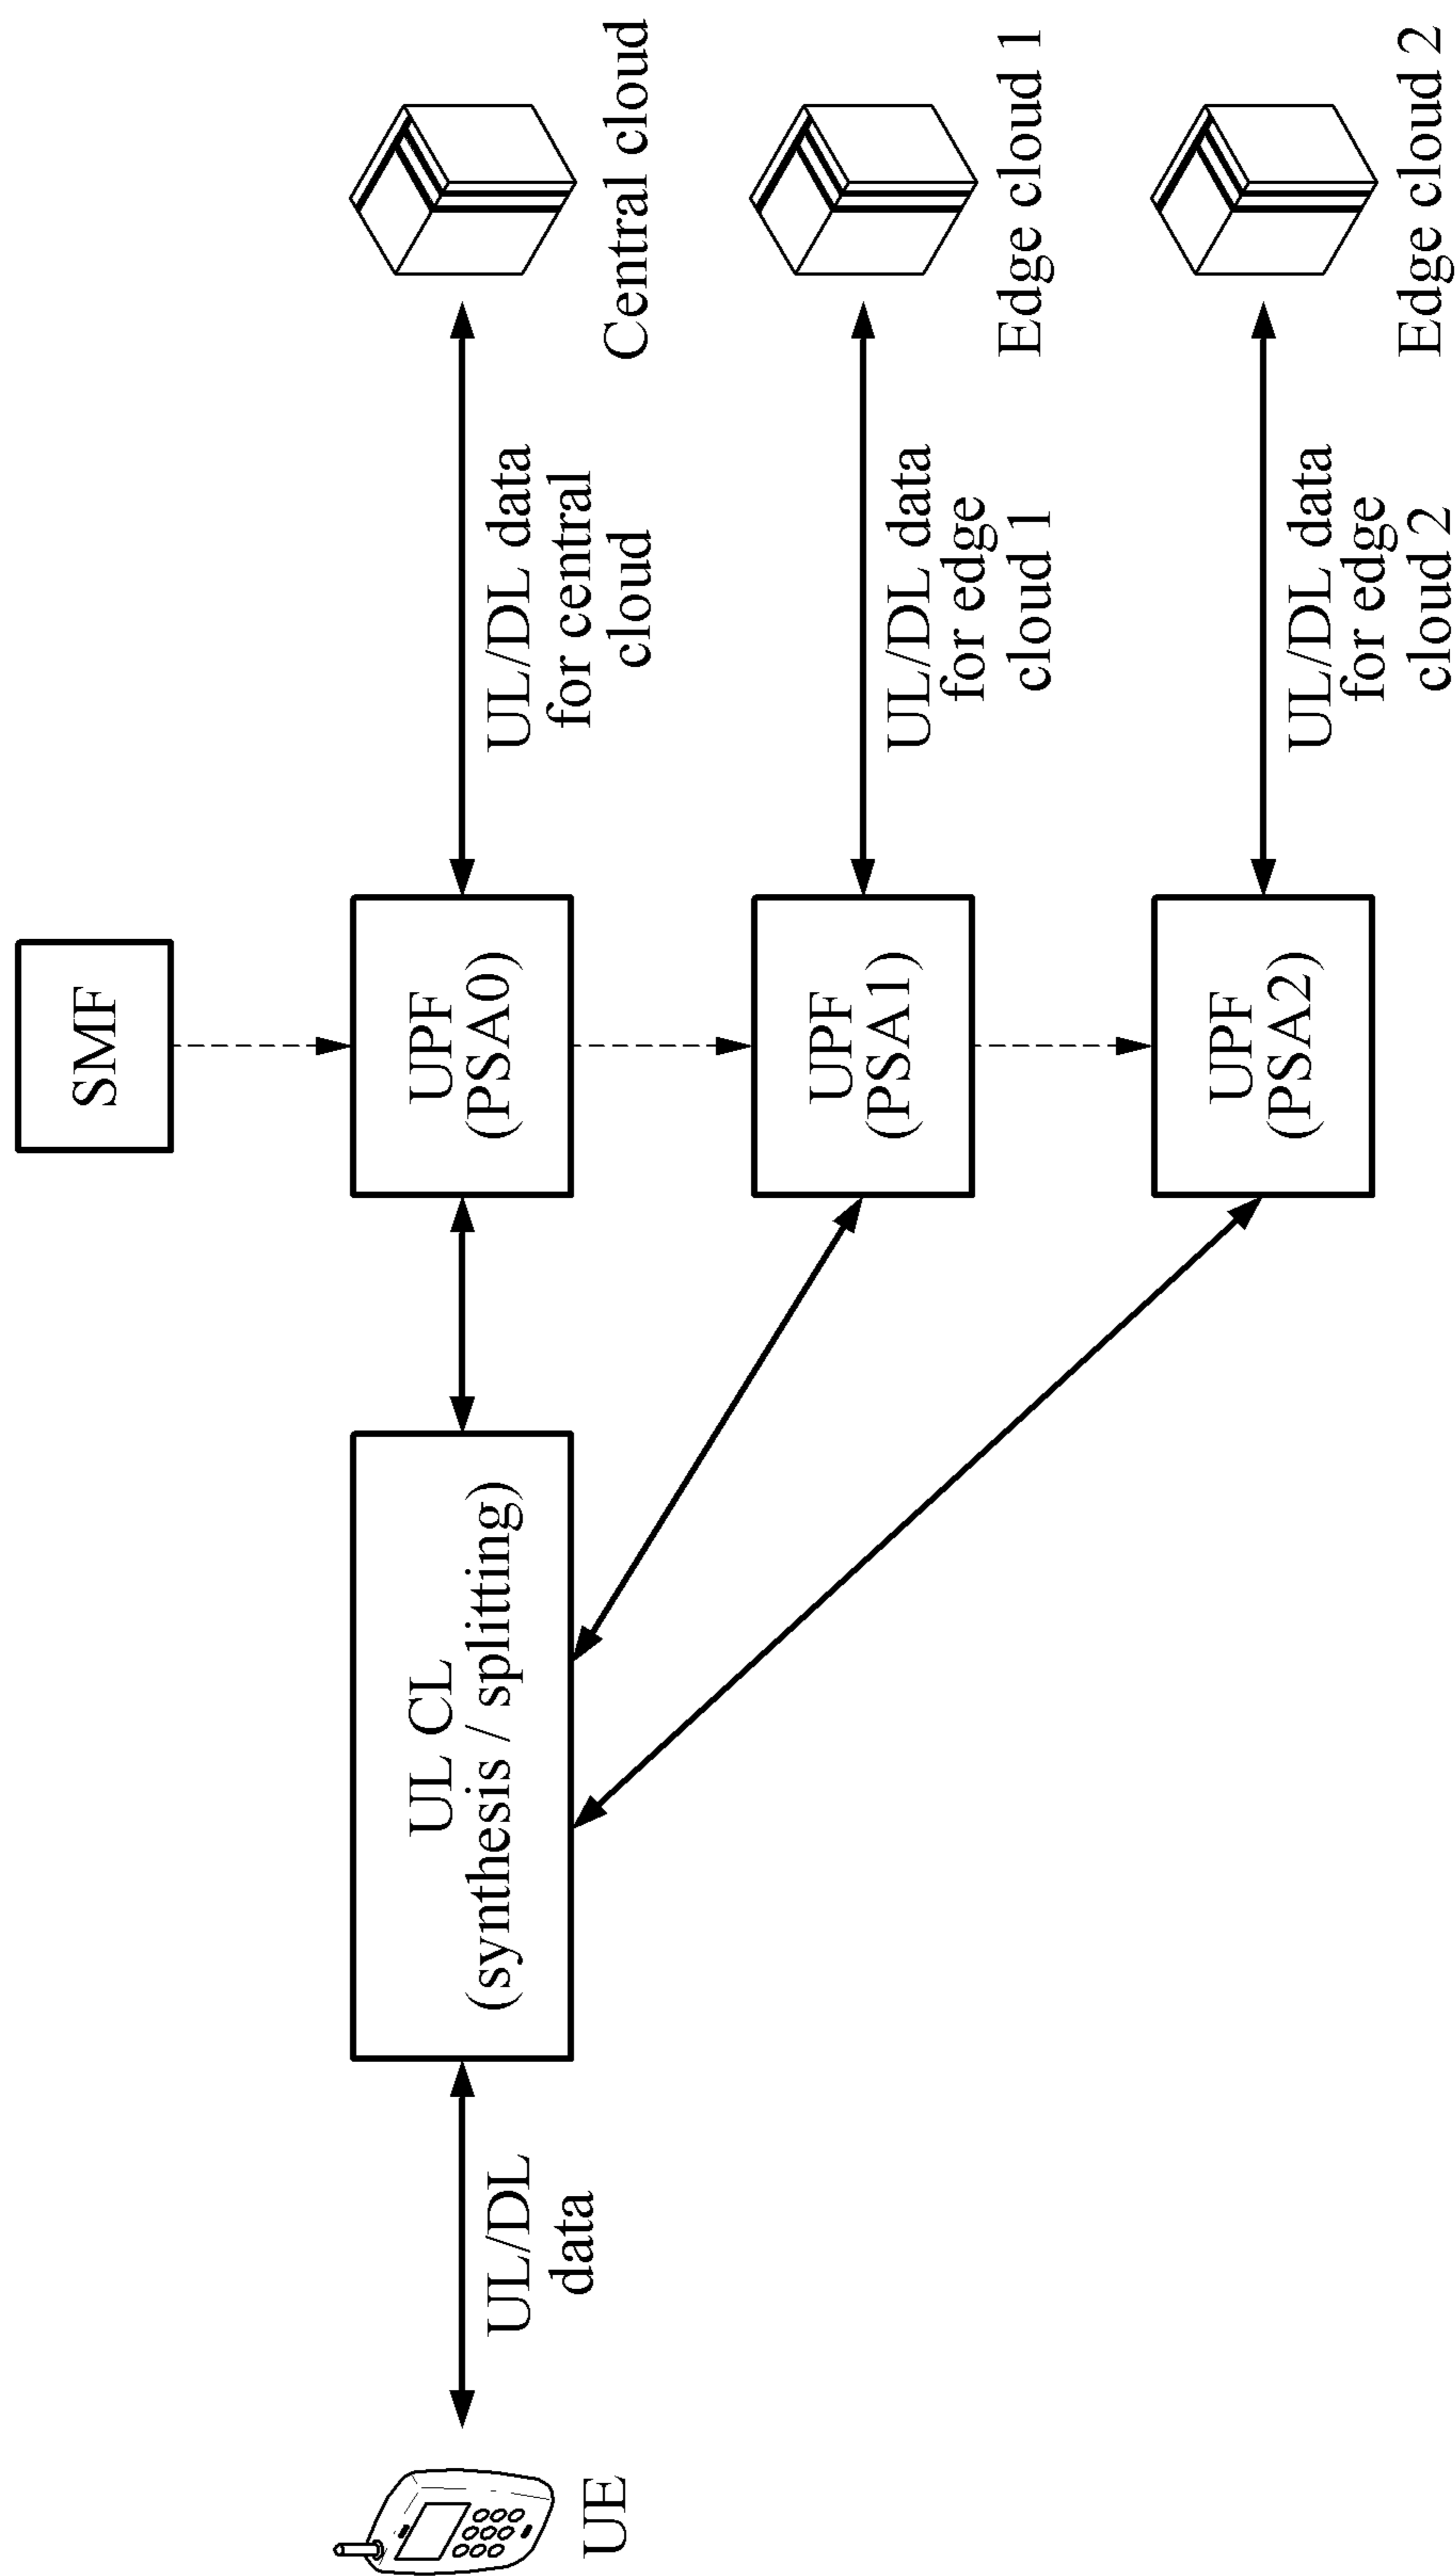 SMF
UE
UL/DL
data
UL CL
(synthesis / splitting)
UPF
(PSA0)
UL/DL data
for central
cloud
Central cloud
UPF
(PSA1)
UL/DL data
for edge
cloud 1
Edge cloud 1
UPF
(PSA2)
UL/DL data
for edge
cloud 2
Edge cloud 2